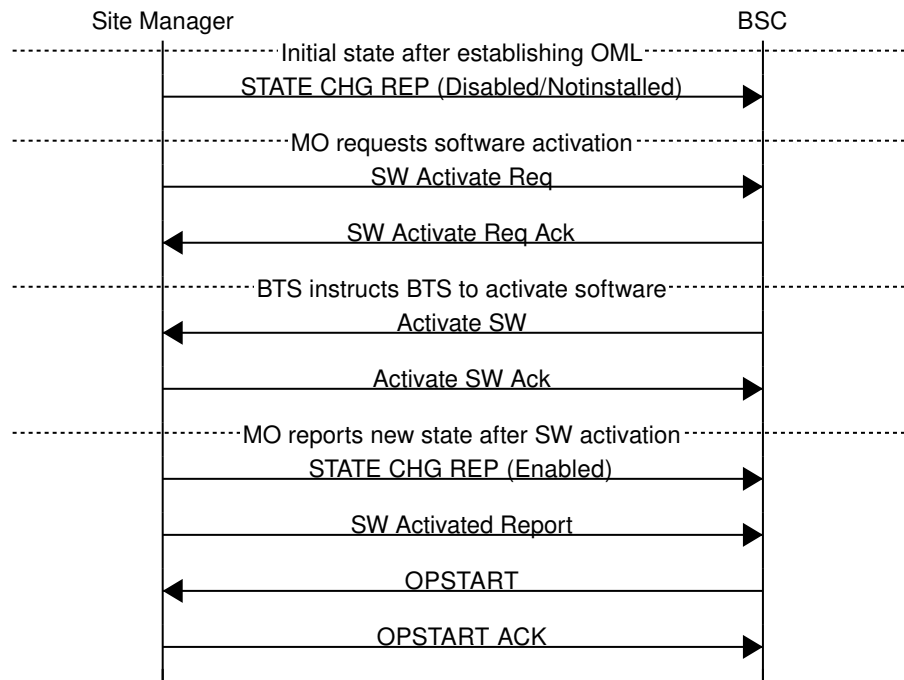 Site Manager BSC
Initial state after establishing OML
STATE CHG REP (Disabled/Notinstalled)
MO requests software activation
SW Activate Req
SW Activate Req Ack
BTS instructs BTS to activate software
Activate SW
Activate SW Ack
MO reports new state after SW activation
STATE CHG REP (Enabled)
SW Activated Report
OPSTART
OPSTART ACK